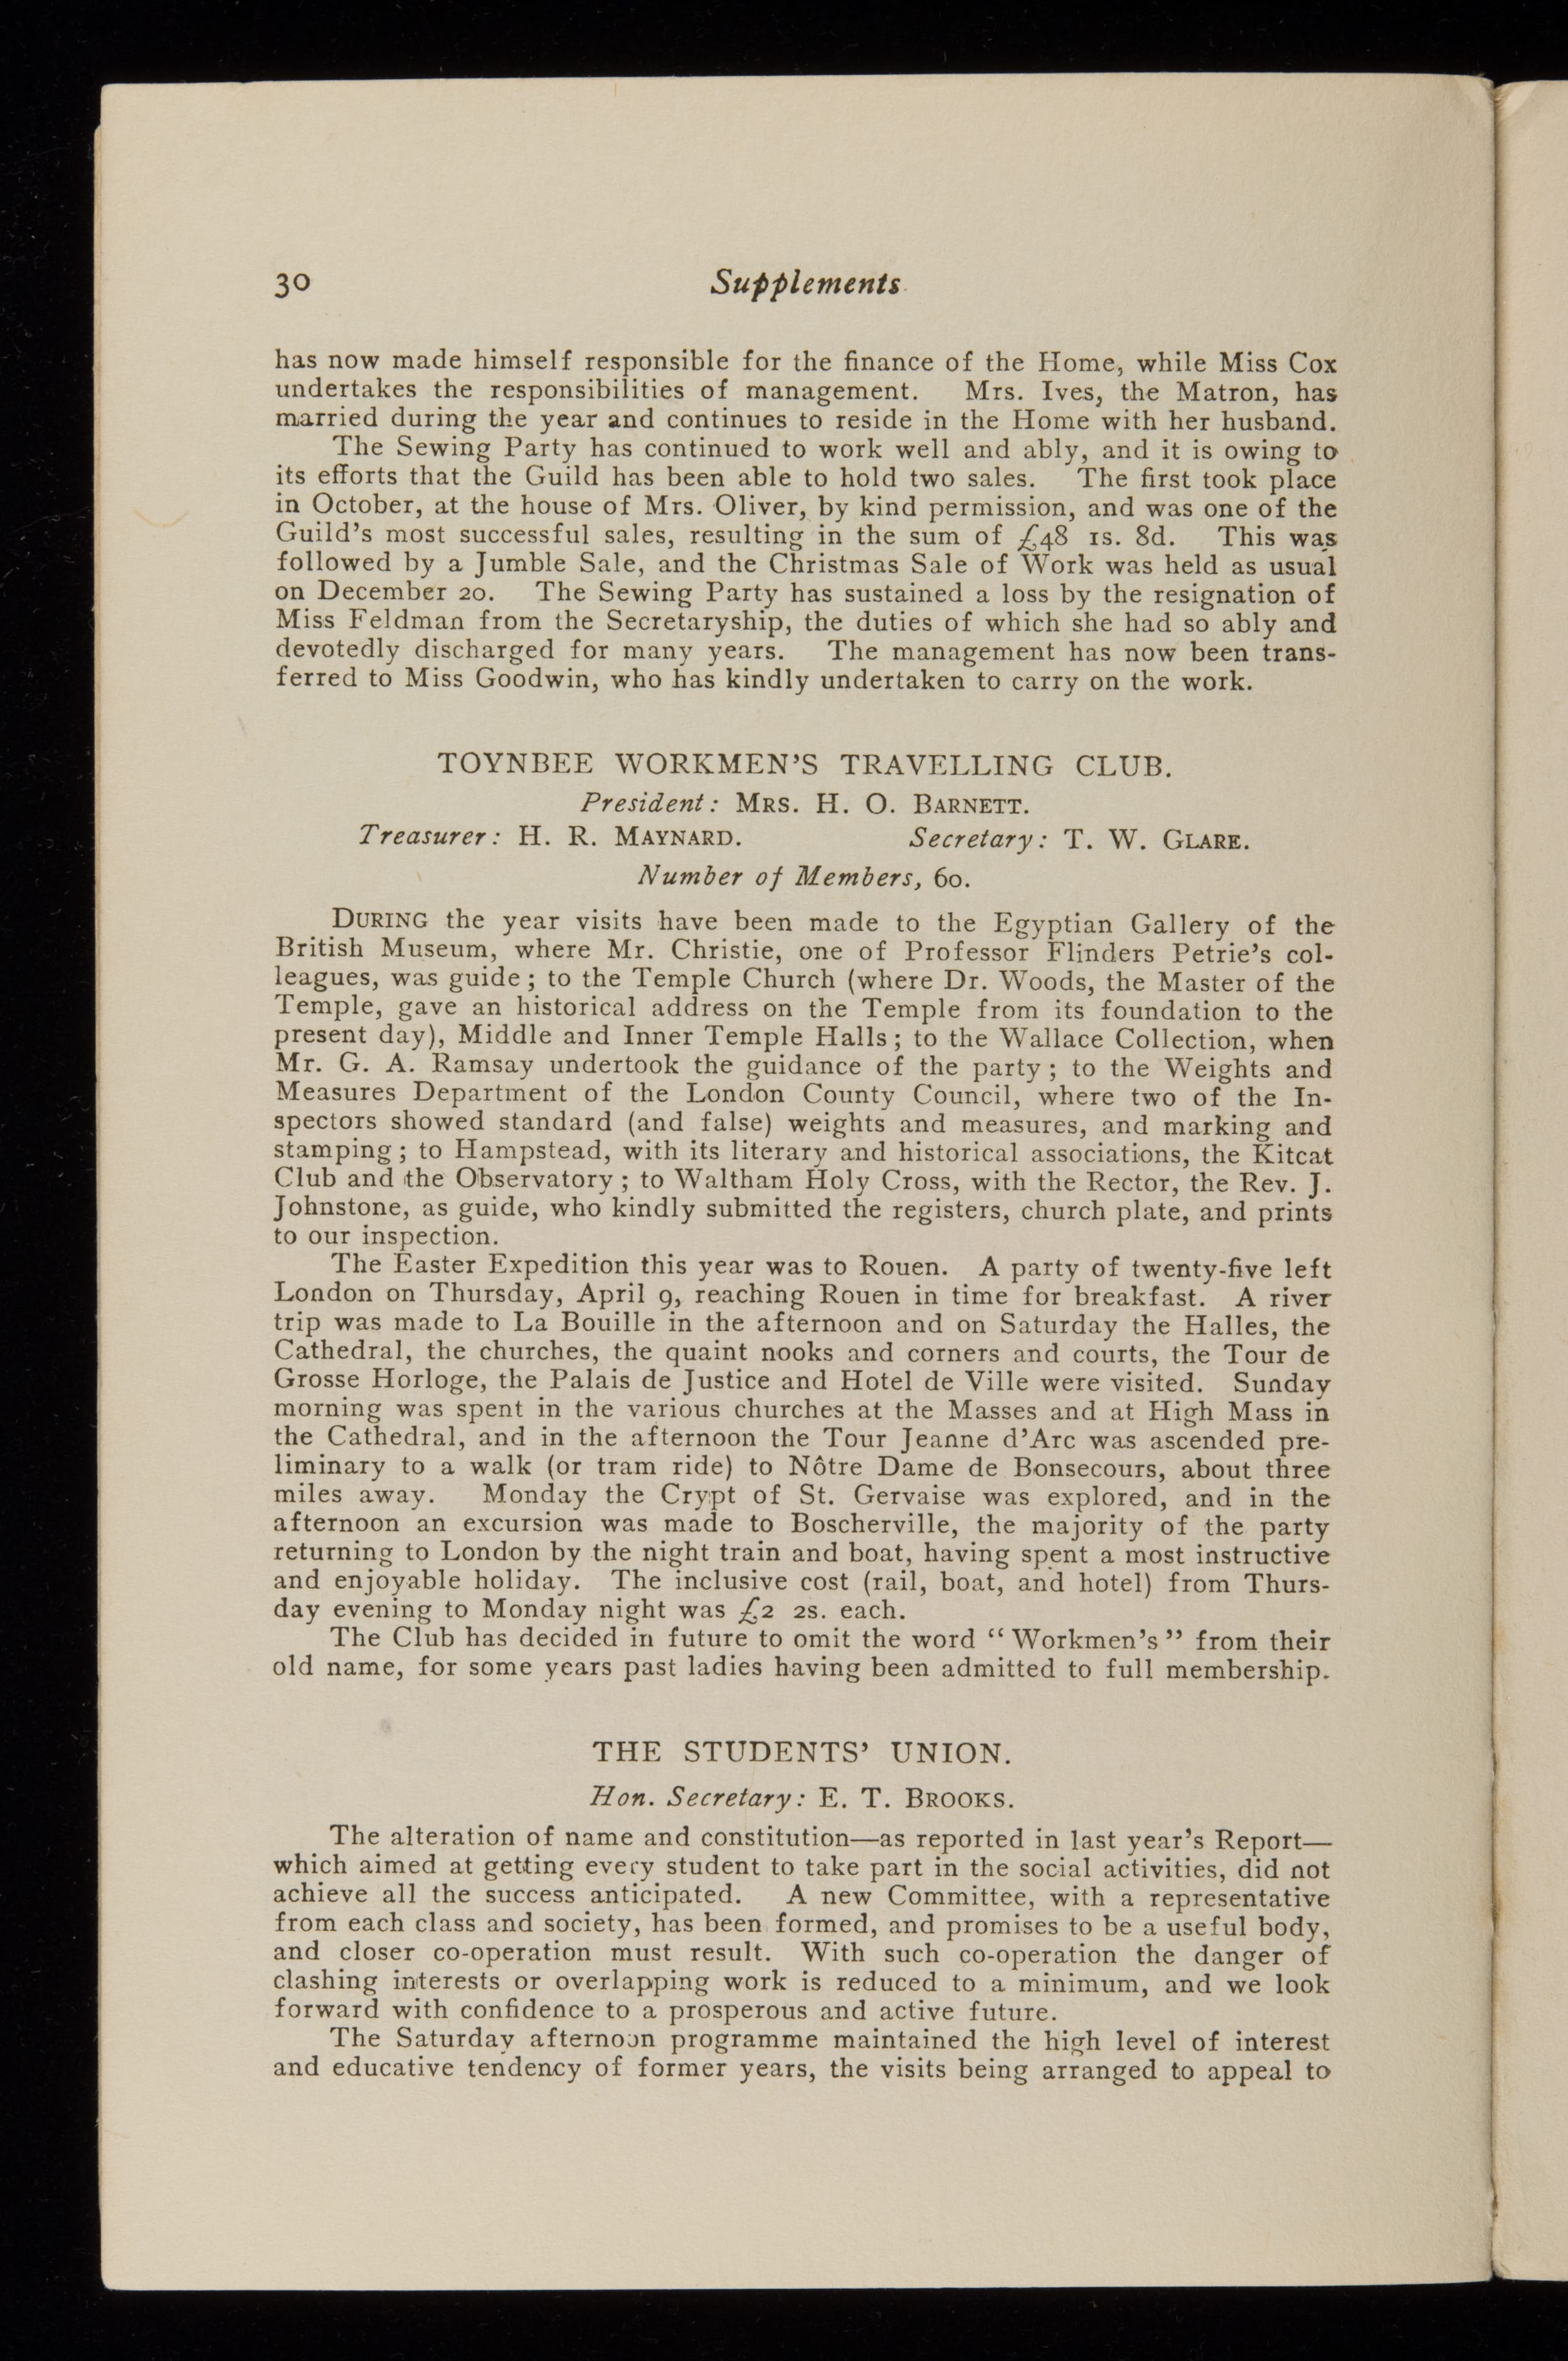 30 Supplements
has now made himself responsible for the finance of the Home, while Miss Cox
undertakes the responsibilities of management. Mrs. Ives, the Matron, has
married during the year and continues to reside in the Home with her husband.
The Sewing Party has continued to work well and ably, and it is owing to
its efforts that the Guild has been able to hold two sales. The first took place
in October, at the house of Mrs. Oliver, by kind permission, and was one of the
Guild's most successful sales, resulting in the sum of £48 1s. 8d. This was
followed by a Jumble Sale, and the Christmas Sale of Work was held as usual
on December 20. The Sewing Party has sustained a loss by the resignation of
Miss Feldman from the Secretaryship, the duties of which she had so ably and
devotedly discharged for many years. The management has now been trans-
ferred to Miss Goodwin, who has kindly undertaken to carry on the work.
TOYNBEE WORKMEN'S TRAVELLING CLUB.
President: MRS. H. O. BARNETT.
Treasurer: H. R. MAYNARD. Secretary: T. W. GLARE.
Number of Members, 60.
DURING the year visits have been made to the Egyptian Gallery of the
British Museum, where Mr. Christie, one of Professor Flinders Petrie's col-
leagues, was guide; to the Temple Church (where Dr. Woods, the Master of the
Temple, gave an historical address on the Temple from its foundation to the
present day), Middle and Inner Temple Halls; to the Wallace Collection, when
Mr. G. A. Ramsay undertook the guidance of the party; to the Weights and
Measures Department of the London County Council, where two of the In-
spectors showed standard (and false) weights and measures, and marking and
stamping; to Hampstead, with its literary and historical associations, the Kitcat
Club and the Observatory; to Waltham Holy Cross, with the Rector, the Rev. J.
Johnstone, as guide, who kindly submitted the registers, church plate, and prints
to our inspection.
The Easter Expedition this year was to Rouen. A party of twenty-five left
London on Thursday, April 9, reaching Rouen in time for breakfast. A river
trip was made to La Bouille in the afternoon and on Saturday the Halles, the
Cathedral, the churches, the quaint nooks and corners and courts, the Tour de
Grosse Horloge, the Palais de Justice and Hotel de Ville were visited. Sunday
morning was spent in the various churches at the Masses and at High Mass in
the Cathedral, and in the afternoon the Tour Jeanne d'Arc was ascended pre-
liminary to a walk (or tram ride) to Nôtre Dame de Bonsecours, about three
miles away. Monday the Crypt of St. Gervaise was explored, and in the
afternoon an excursion was made to Boscherville, the majority of the party
returning to London by the night train and boat, having spent a most instructive
and enjoyable holiday. The inclusive cost (rail, boat, and hotel) from Thurs-
day evening to Monday night was £2 2s. each.
The Club has decided in future to omit the word "Workmen's" from their
old name, for some years past ladies having been admitted to full membership.
THE STUDENTS' UNION.
Hon. Secretary: E. T. BROOKS.
The alteration of name and constitution—as reported in last year's Report—
which aimed at getting every student to take part in the social activities, did not
achieve all the success anticipated. A new Committee, with a representative
from each class and society, has been formed, and promises to be a useful body,
and closer co-operation must result. With such co-operation the danger of
clashing interests or overlapping work is reduced to a minimum, and we look
forward with confidence to a prosperous and active future.
The Saturday afternoon programme maintained the high level of interest
and educative tendency of former years, the visits being arranged to appeal to